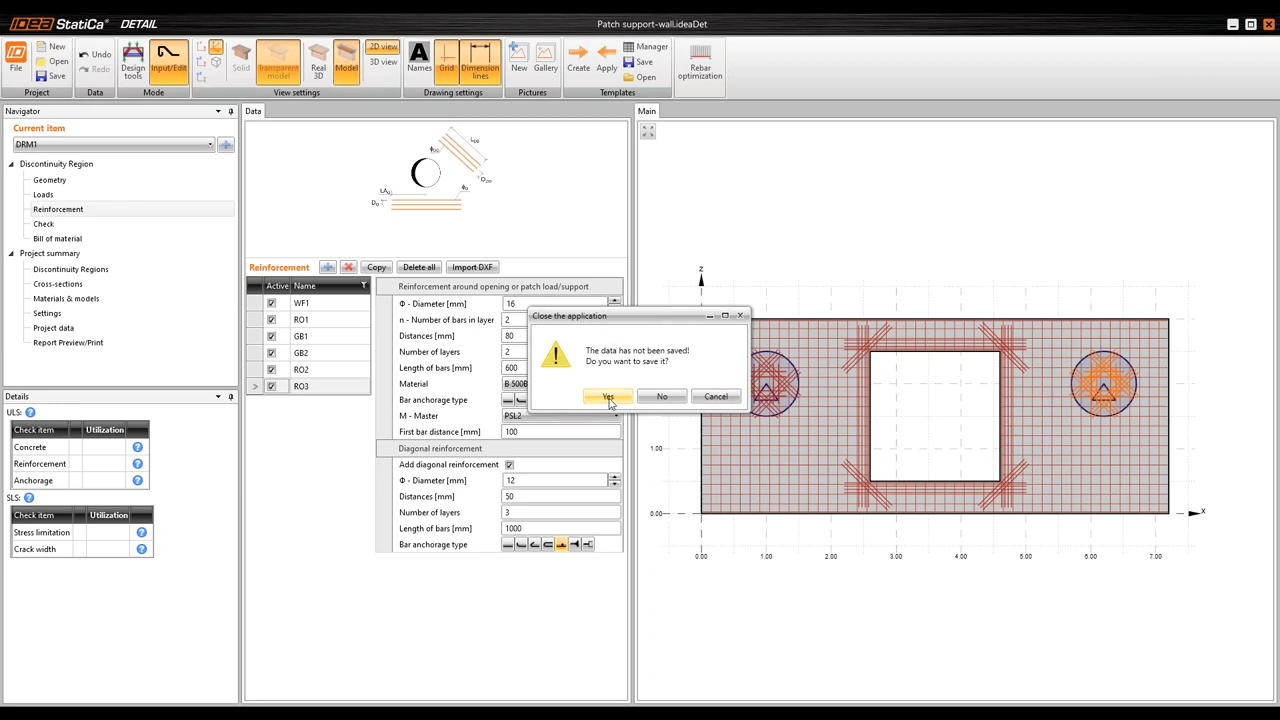 IDEA StatiCa® DETAIL
Patch support-wall.ideaDet
File
New
Open
Save
Project
Undo
Redo
Data
Design tools
Input/Edit
Mode
Solid
Transparent model
Real 3D
Model
2D view
3D view
View settings
Names
Grid
Dimension lines
Drawing settings
New
Gallery
Pictures
Create
Apply
Manager
Save
Open
Templates
Rebar optimization
Navigator
Current item
DRM1
Discontinuity Region
Geometry
Loads
Reinforcement
Check
Bill of material
Project summary
Discontinuity Regions
Cross-sections
Materials & models
Settings
Project data
Report Preview/Print
Details
ULS:
Check item Utilization
Concrete
Reinforcement
Anchorage
SLS:
Check item Utilization
Stress limitation
Crack width
Data
Reinforcement Copy Delete all Import DXF
Active Name
WF1
RO1
GB1
GB2
RO2
RO3
Reinforcement around opening or patch load/support
Φ - Diameter [mm] 16
n - Number of bars in layer 2
Distances [mm] 80
Number of layers 2
Length of bars [mm] 600
Material B 500B
Bar anchorage type
M - Master PSL2
First bar distance [mm] 100
Diagonal reinforcement
Add diagonal reinforcement
Φ - Diameter [mm] 12
Distances [mm] 50
Number of layers 3
Length of bars [mm] 1000
Bar anchorage type
Close the application
The data has not been saved!
Do you want to save it?
Yes No Cancel
Main
z
1.00
0.00
x
0.00 1.00 2.00 3.00 4.00 5.00 6.00 7.00